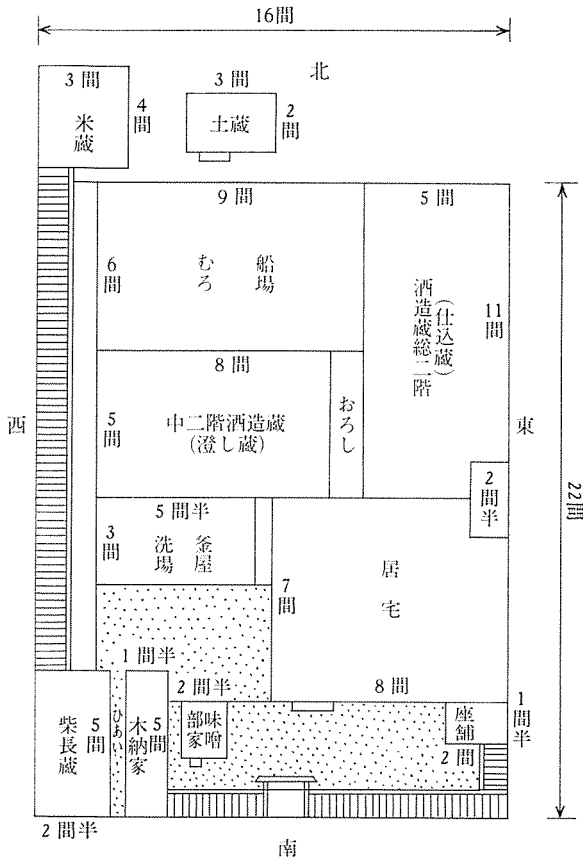 16間
北
3 間
4間
米蔵
3 間
2間
土蔵
9 間
6間
船場
むろ
5 間
11間
(仕込蔵)
酒造蔵総二階
8 間
5間
中二階酒造蔵
(澄し蔵)
おろし
西
東
2間半
22間
5 間半
3間
釜屋
洗場
7間
居宅
8 間
1 間半
2 間半
味噌部家
座舗
1間半
2 間
柴長蔵
5間
ひあい
木納家
5間
2 間半
南